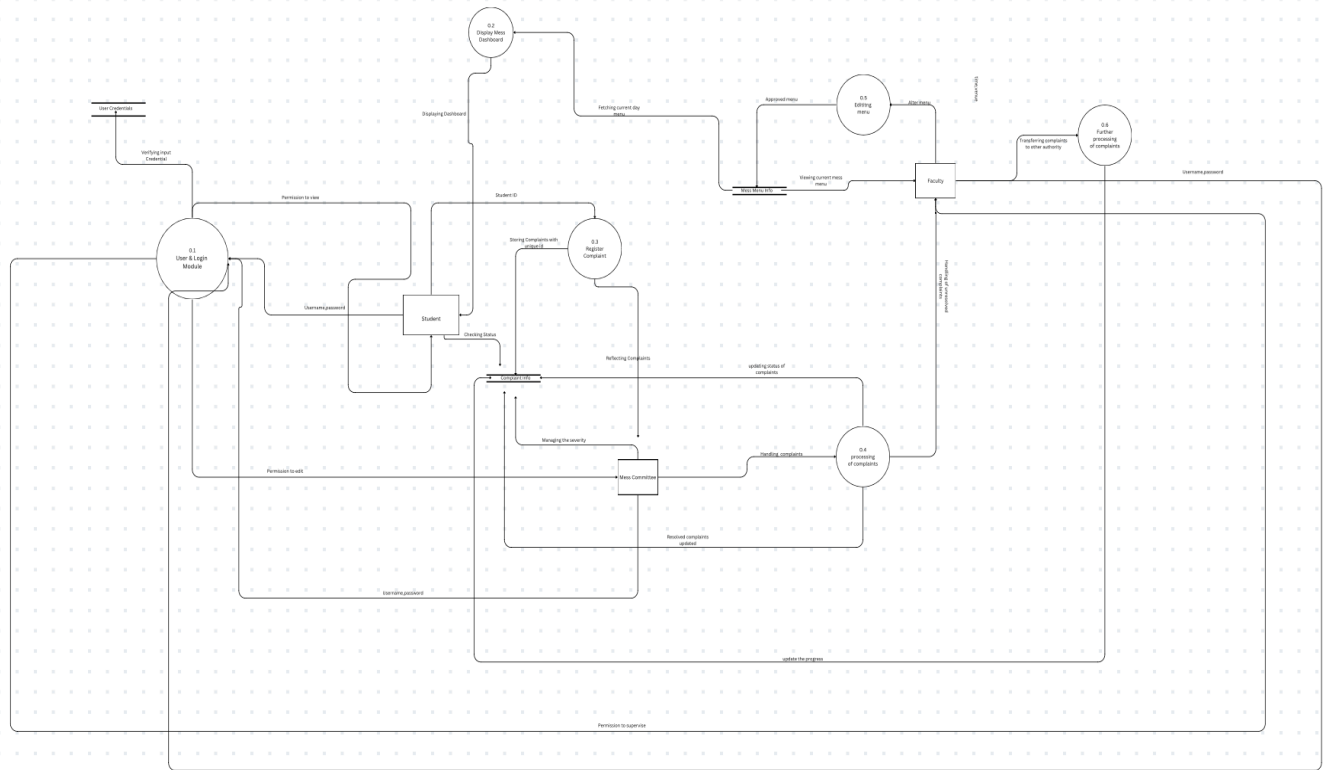 0.2
Display Mess
Dashboard
User Credentials
Fetching current day
menu
Approved menu
0.5
Editing
menu
Alter menu
0.6
Further
processing
of complaints
Displaying Dashboard
Transferring complaints
to other authority
Verifying input
Credential
Faculty
Username,password
Viewing current mess
menu
Mess Menu Info
Permission to view
Student ID
0.1
User & Login
Module
Storing Complaints with
unique id
0.3
Register
Complaint
Handling of unresolved
complaints
Username,password
Student
Checking Status
Reflecting Complaints
updating status of
complaints
Complaint Info
Managing the severity
Handling complaints
0.4
processing
of complaints
Permission to edit
Mess Committee
Resolved complaints
updated
Username,password
update the progress
Permission to supervise